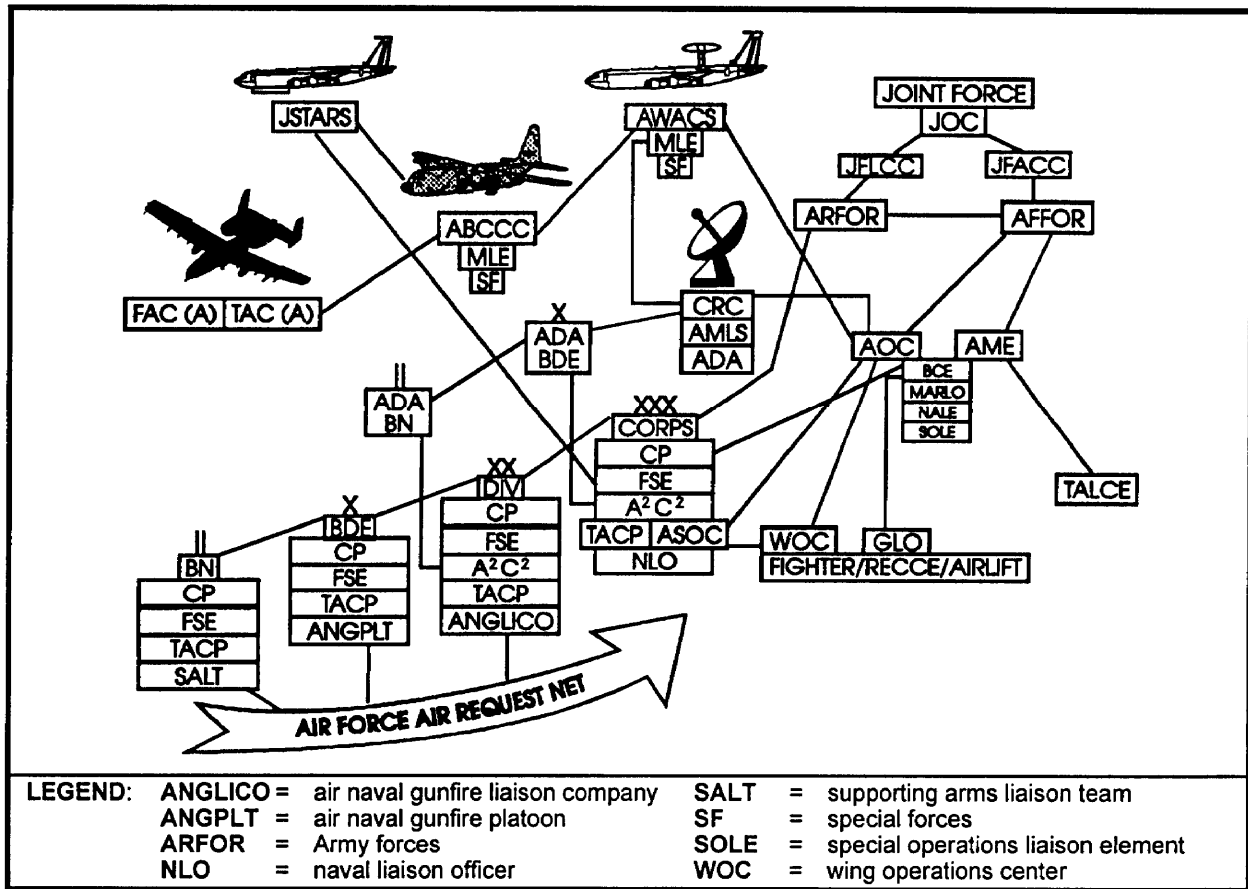 JSTARS
AWACS
MLE
SF
JOINT FORCE
JOC
JFLCC
JFACC
ARFOR
AFFOR
ABCCC
MLE
SF
FAC (A) TAC (A)
CRC
AMLS
ADA
X
ADA
BDE
AOC
AME
BCE
MARLO
NALE
SOLE
TALCE
||
ADA
BN
XXX
CORPS
CP
FSE
A²C²
TACP ASOC
NLO
WOC
GLO
FIGHTER/RECCE/AIRLIFT
XX
DIV
CP
FSE
A²C²
TACP
ANGLICO
X
BDE
CP
FSE
TACP
ANGPLT
||
BN
CP
FSE
TACP
SALT
AIR FORCE AIR REQUEST NET
LEGEND: ANGLICO = air naval gunfire liaison company SALT = supporting arms liaison team
ANGPLT = air naval gunfire platoon SF = special forces
ARFOR = Army forces SOLE = special operations liaison element
NLO = naval liaison officer WOC = wing operations center